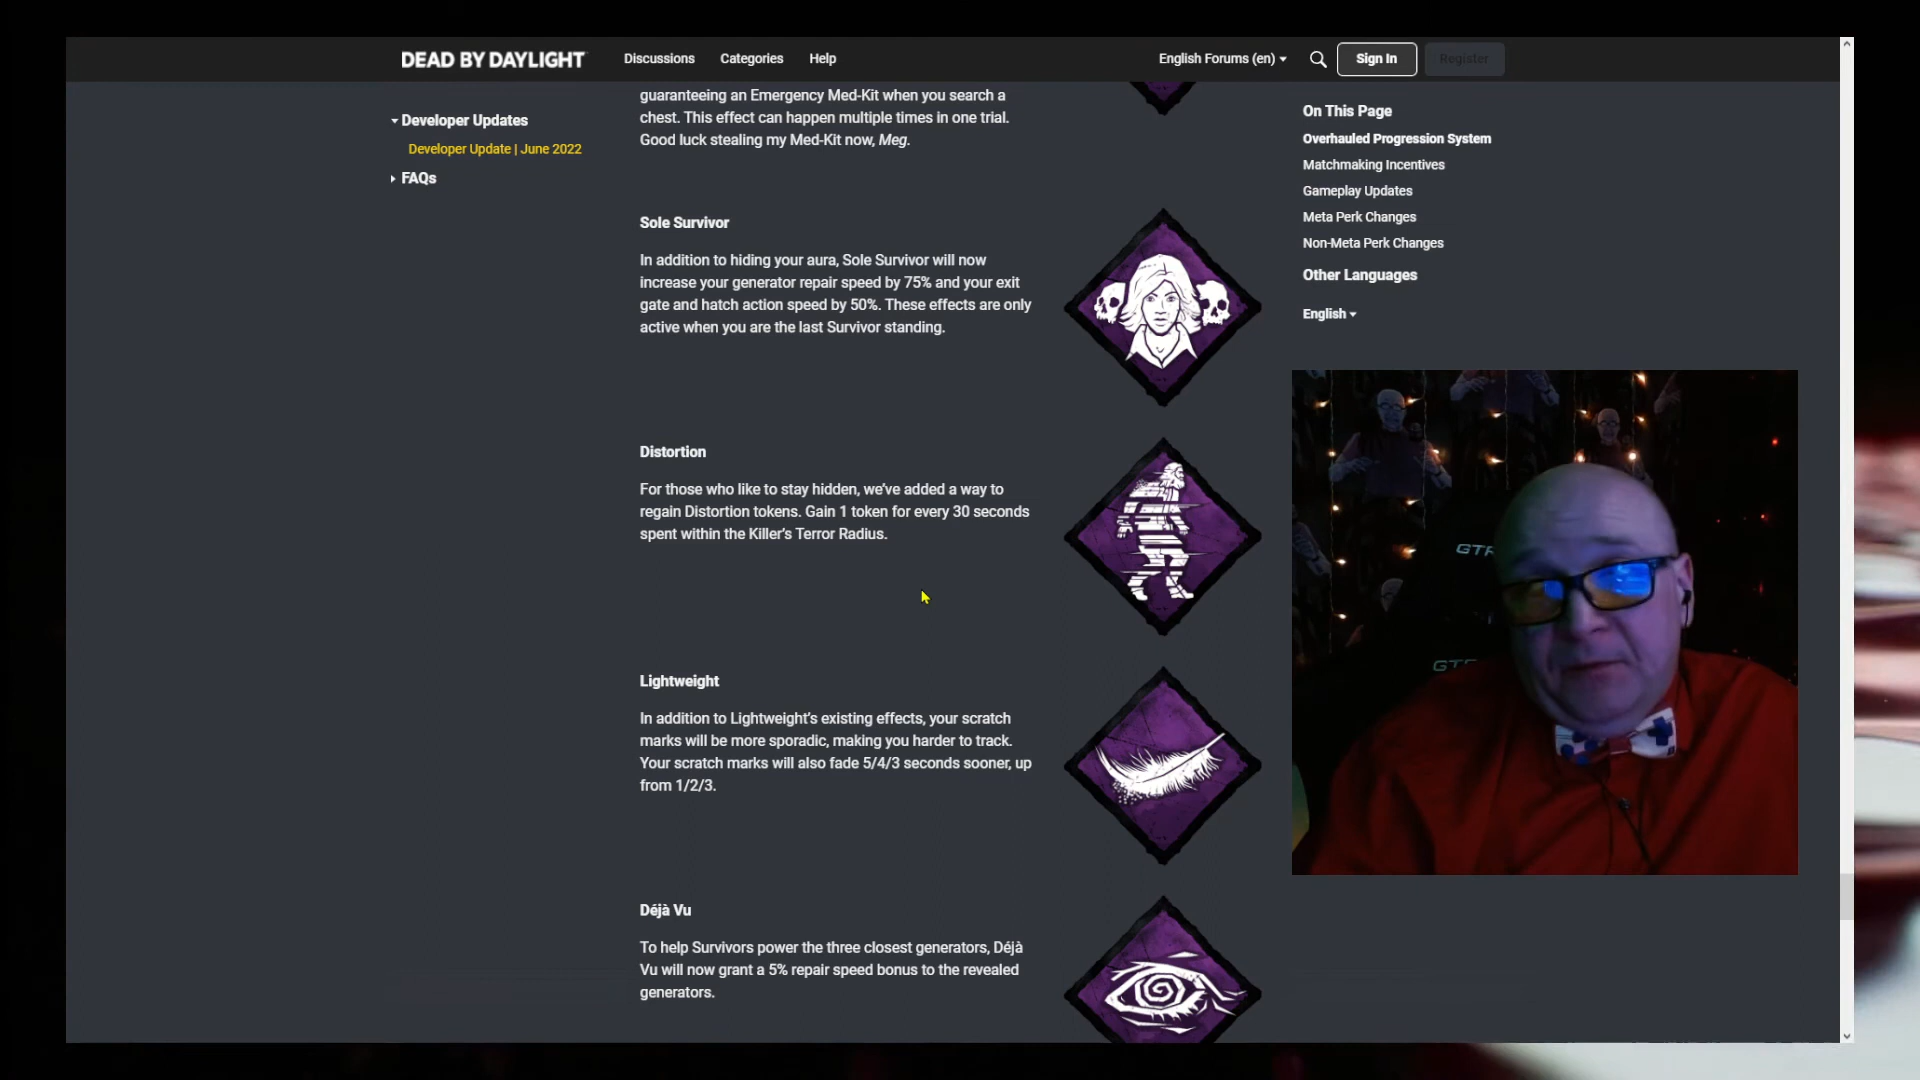 DEAD BY DAYLIGHT Discussions Categories Help English Forums (en) Sign In Register
Developer Updates
Developer Update | June 2022
FAQs
guaranteeing an Emergency Med-Kit when you search a
chest. This effect can happen multiple times in one trial.
Good luck stealing my Med-Kit now, Meg.
Sole Survivor
In addition to hiding your aura, Sole Survivor will now
increase your generator repair speed by 75% and your exit
gate and hatch action speed by 50%. These effects are only
active when you are the last Survivor standing.
Distortion
For those who like to stay hidden, we've added a way to
regain Distortion tokens. Gain 1 token for every 30 seconds
spent within the Killer's Terror Radius.
Lightweight
In addition to Lightweight's existing effects, your scratch
marks will be more sporadic, making you harder to track.
Your scratch marks will also fade 5/4/3 seconds sooner, up
from 1/2/3.
Déjà Vu
To help Survivors power the three closest generators, Déjà
Vu will now grant a 5% repair speed bonus to the revealed
generators.
On This Page
Overhauled Progression System
Matchmaking Incentives
Gameplay Updates
Meta Perk Changes
Non-Meta Perk Changes
Other Languages
English